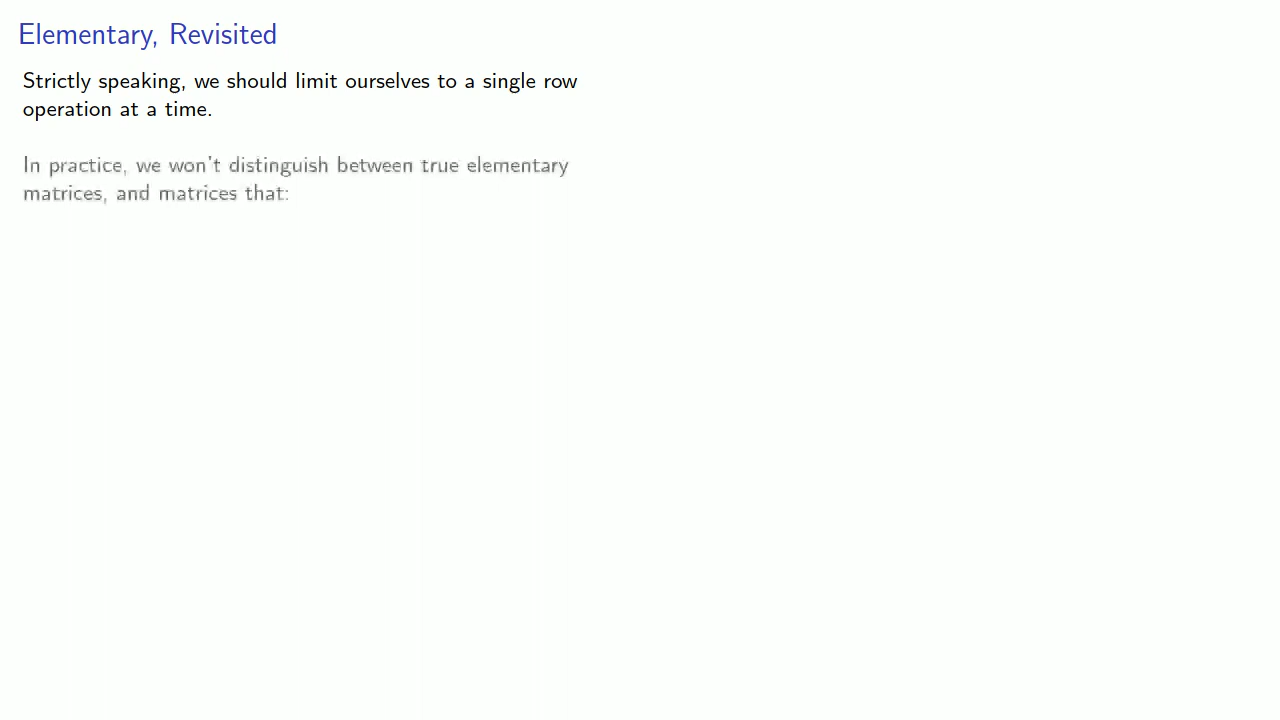 Elementary, Revisited
Strictly speaking, we should limit ourselves to a single row
operation at a time.
In practice, we won't distinguish between true elementary
matrices, and matrices that: